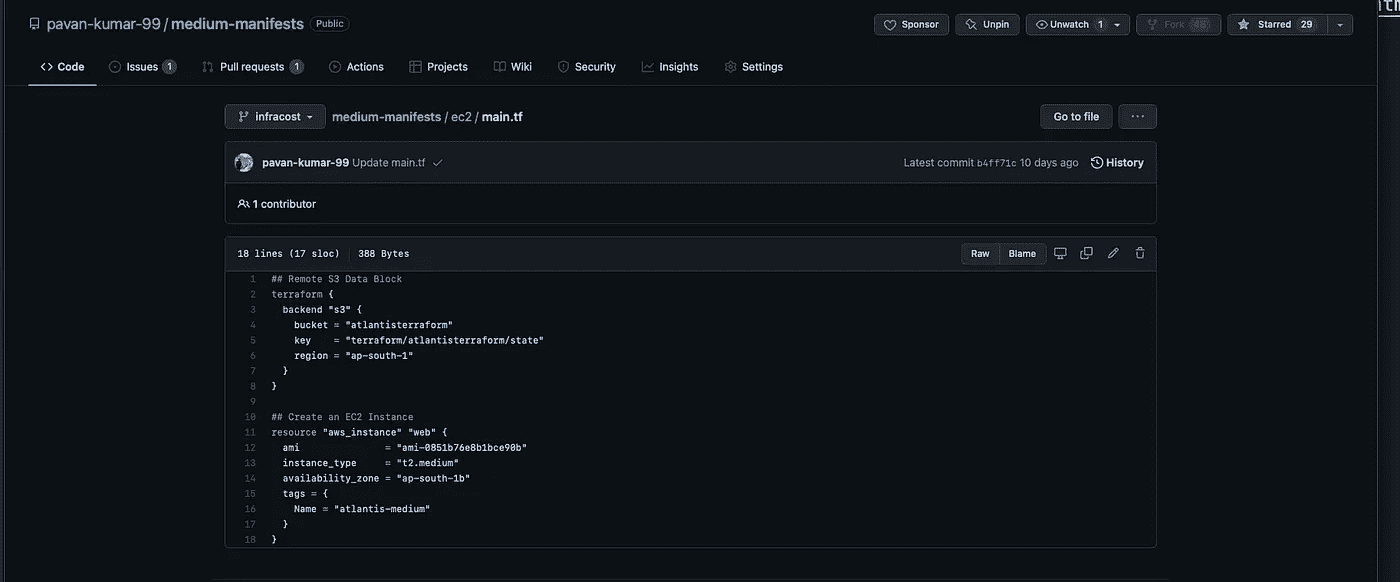 pavan-kumar-99 / medium-manifests Public
Sponsor Unpin Unwatch 1 Fork Starred 29
Code Issues 1 Pull requests 1 Actions Projects Wiki Security Insights Settings
infracost medium-manifests / ec2 / main.tf Go to file ...
pavan-kumar-99 Update main.tf Latest commit b4ff71c 10 days ago History
1 contributor
18 lines (17 sloc) 388 Bytes Raw Blame
1 ## Remote S3 Data Block
2 terraform {
3 backend "s3" {
4 bucket = "atlantisterraform"
5 key = "terraform/atlantisterraform/state"
6 region = "ap-south-1"
7 }
8 }
9
10 ## Create an EC2 Instance
11 resource "aws_instance" "web" {
12 ami = "ami-0851b76e8b1bce90b"
13 instance_type = "t2.medium"
14 availability_zone = "ap-south-1b"
15 tags = {
16 Name = "atlantis-medium"
17 }
18 }